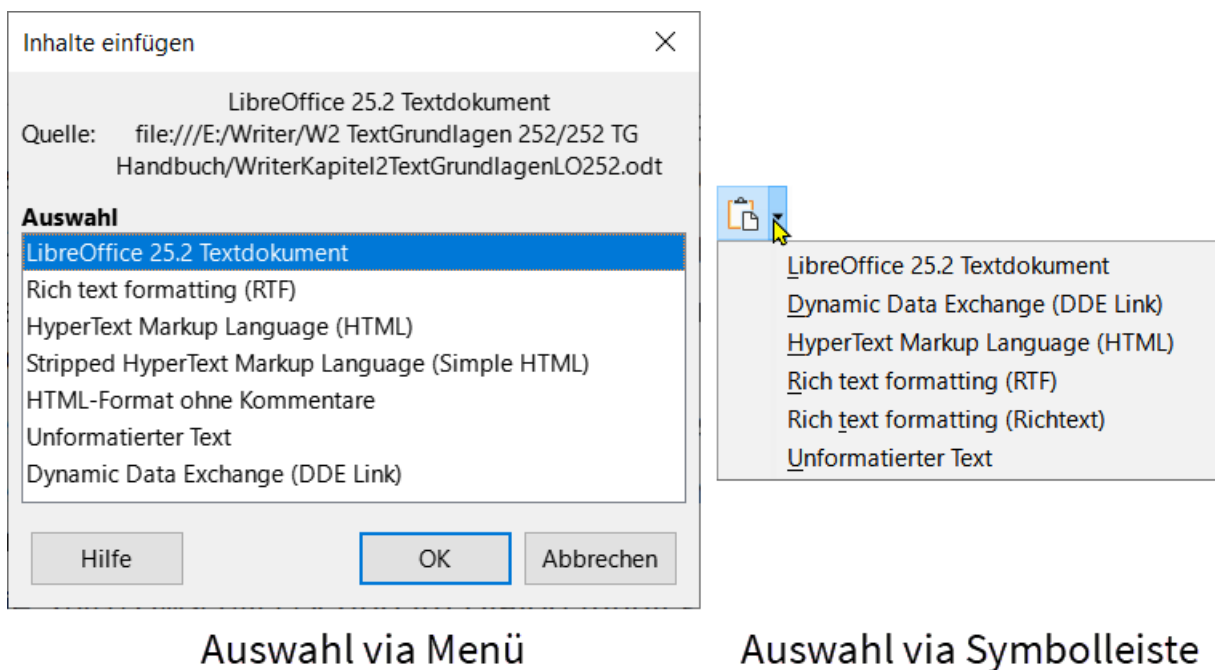 Inhalte einfügen
LibreOffice 25.2 Textdokument
Quelle: file:///E:/Writer/W2 TextGrundlagen 252/252 TG
Handbuch/WriterKapitel2TextGrundlagenLO252.odt
Auswahl
LibreOffice 25.2 Textdokument
Rich text formatting (RTF)
HyperText Markup Language (HTML)
Stripped HyperText Markup Language (Simple HTML)
HTML-Format ohne Kommentare
Unformatierter Text
Dynamic Data Exchange (DDE Link)
Hilfe
OK
Abbrechen
Auswahl via Menü
LibreOffice 25.2 Textdokument
Dynamic Data Exchange (DDE Link)
HyperText Markup Language (HTML)
Rich text formatting (RTF)
Rich text formatting (Richtext)
Unformatierter Text
Auswahl via Symbolleiste